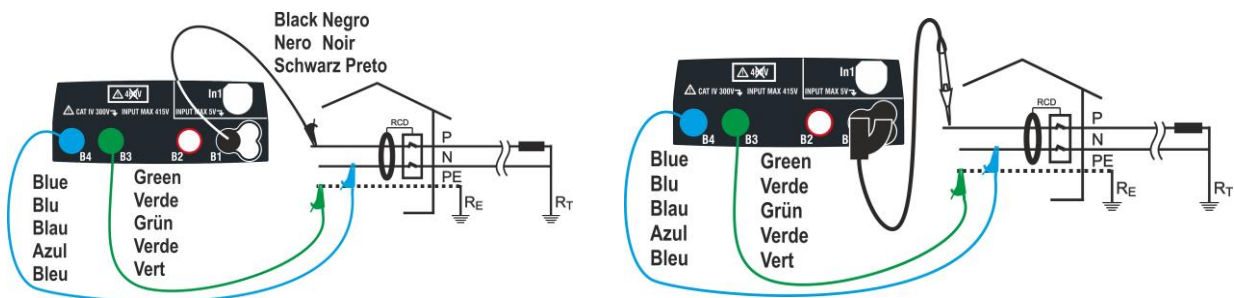 Black Negro
Nero Noir
Schwarz Preto
In1
CAT IV 300V INPUT MAX 415V INPUT MAX 5V
B4 B3 B2 B1
RCD
P
N
PE
RE
RT
Blue
Blu
Blau
Azul
Bleu
Green
Verde
Grün
Verde
Vert
In1
CAT IV 300V INPUT MAX 415V INPUT MAX 5V
B4 B3 B2
RCD
P
N
PE
RE
RT
Blue
Blu
Blau
Azul
Bleu
Green
Verde
Grün
Verde
Vert